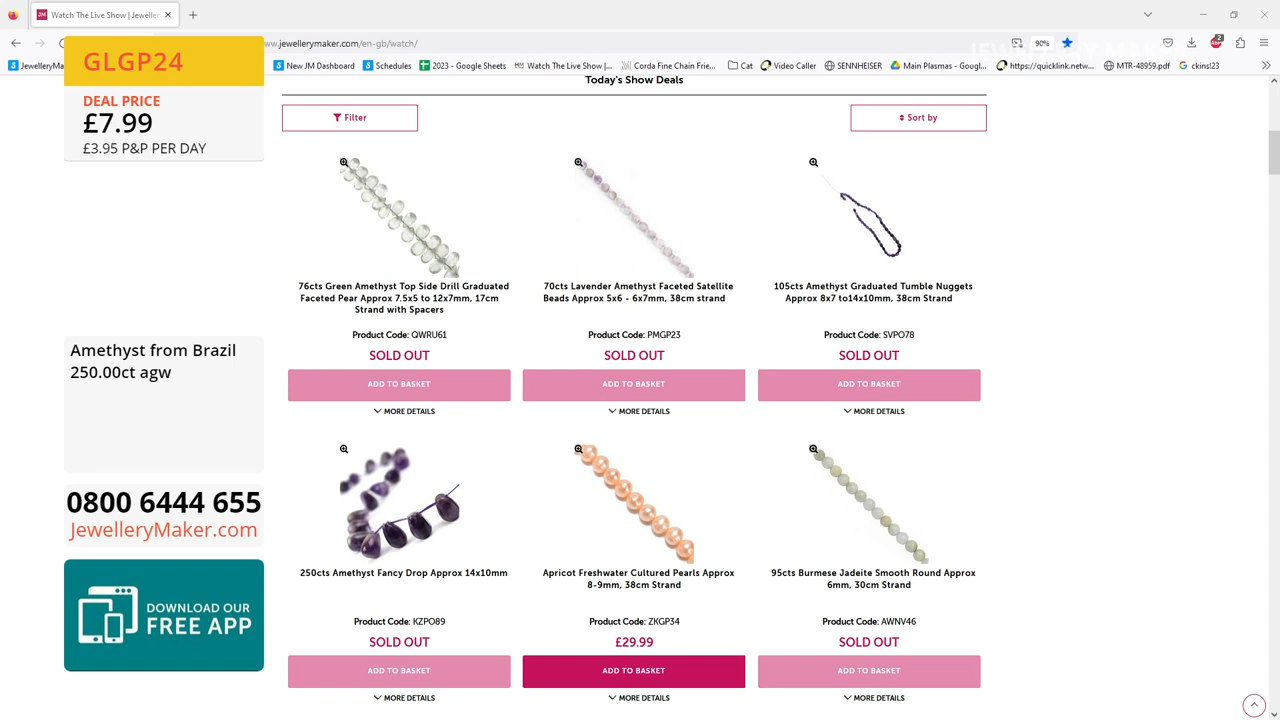 Watch The Live Show | Jeweller
ww.jewellerymaker.com/en-gb/watch/
90%
2
JewelleryMa
New JM Dashboard
Schedules
2023 - Google Sheets
Watch The Live Show |...
Corda Fine Chain Frie...
Cat
Video Caller
SENNHEISER
Main Plasmas - Googl...
https://quicklink.netw...
MTR-48959.pdf
ckins13
GLGP24
DEAL PRICE
£7.99
£3.95 P&P PER DAY
Amethyst from Brazil
250.00ct agw
0800 6444 655
JewelleryMaker.com
DOWNLOAD OUR
FREE APP
Today's Show Deals
Filter
Sort by
76cts Green Amethyst Top Side Drill Graduated
Faceted Pear Approx 7.5x5 to 12x7mm, 17cm
Strand with Spacers
Product Code: QWRU61
SOLD OUT
ADD TO BASKET
MORE DETAILS
70cts Lavender Amethyst Faceted Satellite
Beads Approx 5x6 - 6x7mm, 38cm strand
Product Code: PMGP23
SOLD OUT
ADD TO BASKET
MORE DETAILS
105cts Amethyst Graduated Tumble Nuggets
Approx 8x7 to14x10mm, 38cm Strand
Product Code: SVPO78
SOLD OUT
ADD TO BASKET
MORE DETAILS
250cts Amethyst Fancy Drop Approx 14x10mm
Product Code: KZPO89
SOLD OUT
ADD TO BASKET
MORE DETAILS
Apricot Freshwater Cultured Pearls Approx
8-9mm, 38cm Strand
Product Code: ZKGP34
£29.99
ADD TO BASKET
MORE DETAILS
95cts Burmese Jadeite Smooth Round Approx
6mm, 30cm Strand
Product Code: AWNV46
SOLD OUT
ADD TO BASKET
MORE DETAILS